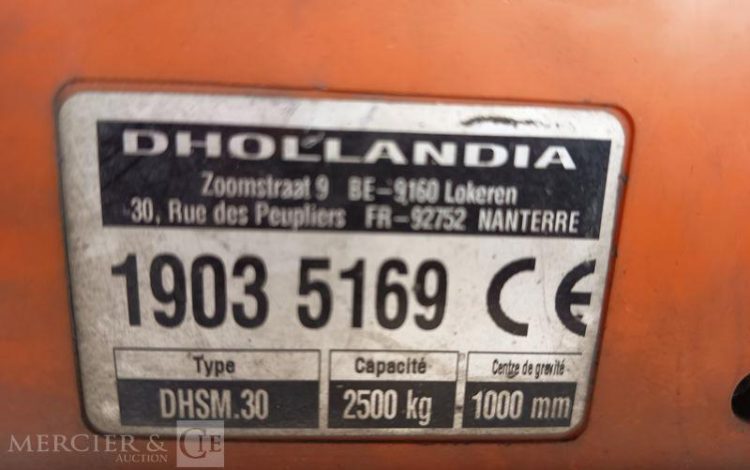 DHOLLANDIA
Zoomstraat 9 BE-9160 Lokeren
30, Rue des Peupliers FR-92752 NANTERRE
1903 5169 CE
Type Capacité Centre de gravité
DHSM.30 2500 kg 1000 mm
MERCIER & CIE
AUCTION